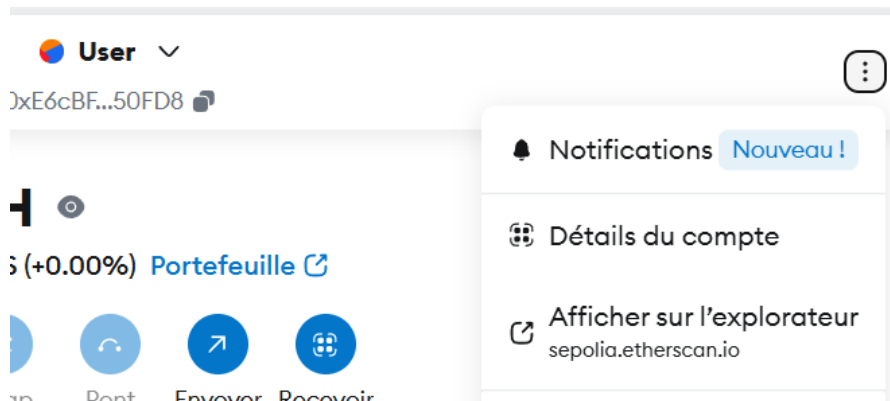 User
0xE6cBF...50FD8
Notifications Nouveau !
H
(+0.00%) Portefeuille
Détails du compte
Afficher sur l’explorateur
sepolia.etherscan.io
Pont Envoyer Recevoir